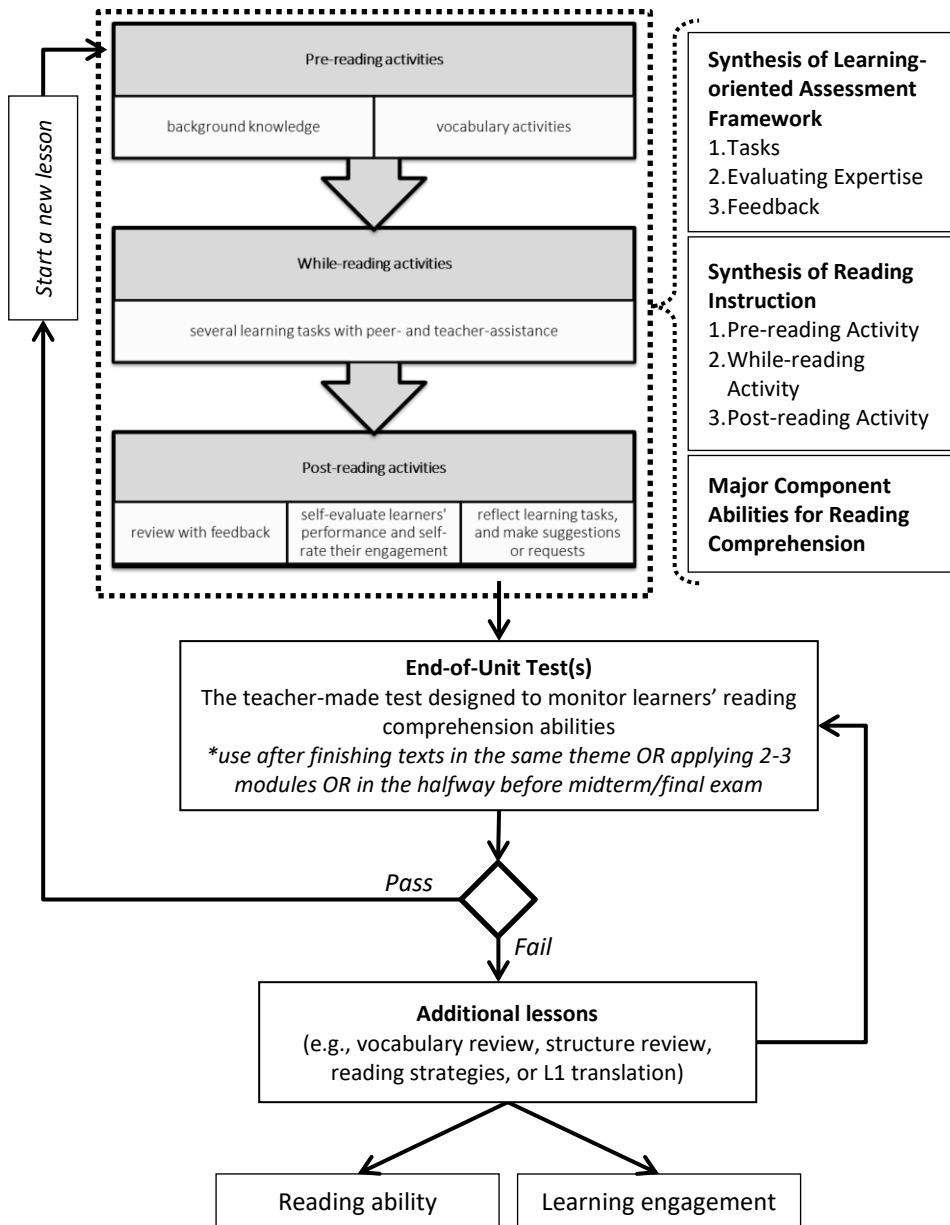 Pre-reading activities
background knowledge
vocabulary activities
While-reading activities
several learning tasks with peer- and teacher-assistance
Post-reading activities
review with feedback
self-evaluate learners'
performance and self-
rate their engagement
reflect learning tasks,
and make suggestions
or requests
Start a new lesson
Synthesis of Learning-
oriented Assessment
Framework
1.Tasks
2.Evaluating Expertise
3.Feedback
Synthesis of Reading
Instruction
1.Pre-reading Activity
2.While-reading
Activity
3.Post-reading Activity
Major Component
Abilities for Reading
Comprehension
End-of-Unit Test(s)
The teacher-made test designed to monitor learners’ reading
comprehension abilities
*use after finishing texts in the same theme OR applying 2-3
modules OR in the halfway before midterm/final exam
Pass
Fail
Additional lessons
(e.g., vocabulary review, structure review,
reading strategies, or L1 translation)
Reading ability
Learning engagement